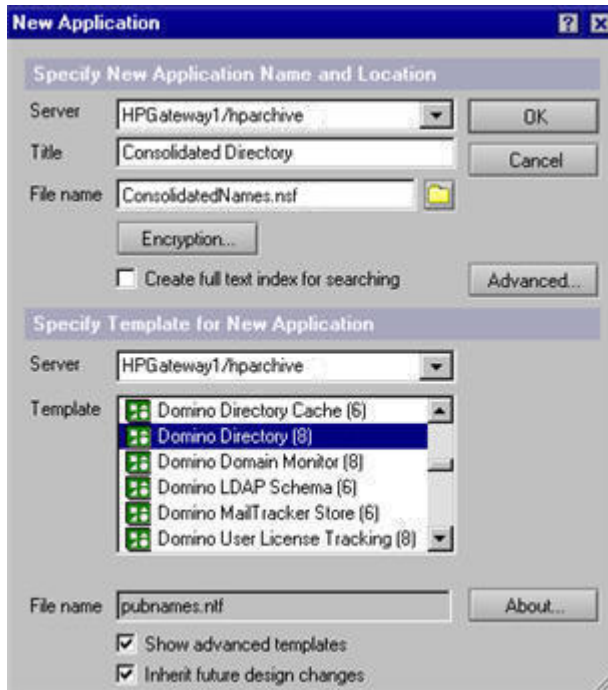 New Application
Specify New Application Name and Location
Server HPGateway1/hparchive OK
Title Consolidated Directory Cancel
File name ConsolidatedNames.nsf
Encryption...
Create full text index for searching Advanced...
Specify Template for New Application
Server HPGateway1/hparchive
Template Domino Directory Cache (6)
Domino Directory (8)
Domino Domain Monitor (8)
Domino LDAP Schema (6)
Domino MailTracker Store (6)
Domino User License Tracking (8)
File name pubnames.ntf About...
Show advanced templates
Inherit future design changes